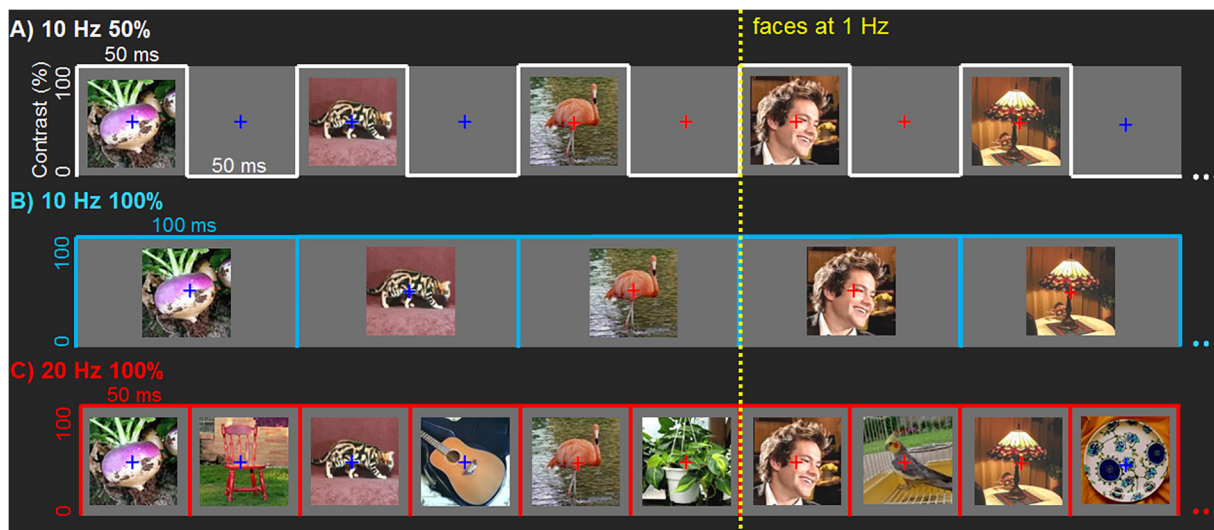 A) 10 Hz 50%
faces at 1 Hz
50 ms
Contrast (%)
100
0
50 ms
...
B) 10 Hz 100%
100 ms
100
0
...
C) 20 Hz 100%
50 ms
100
0
...